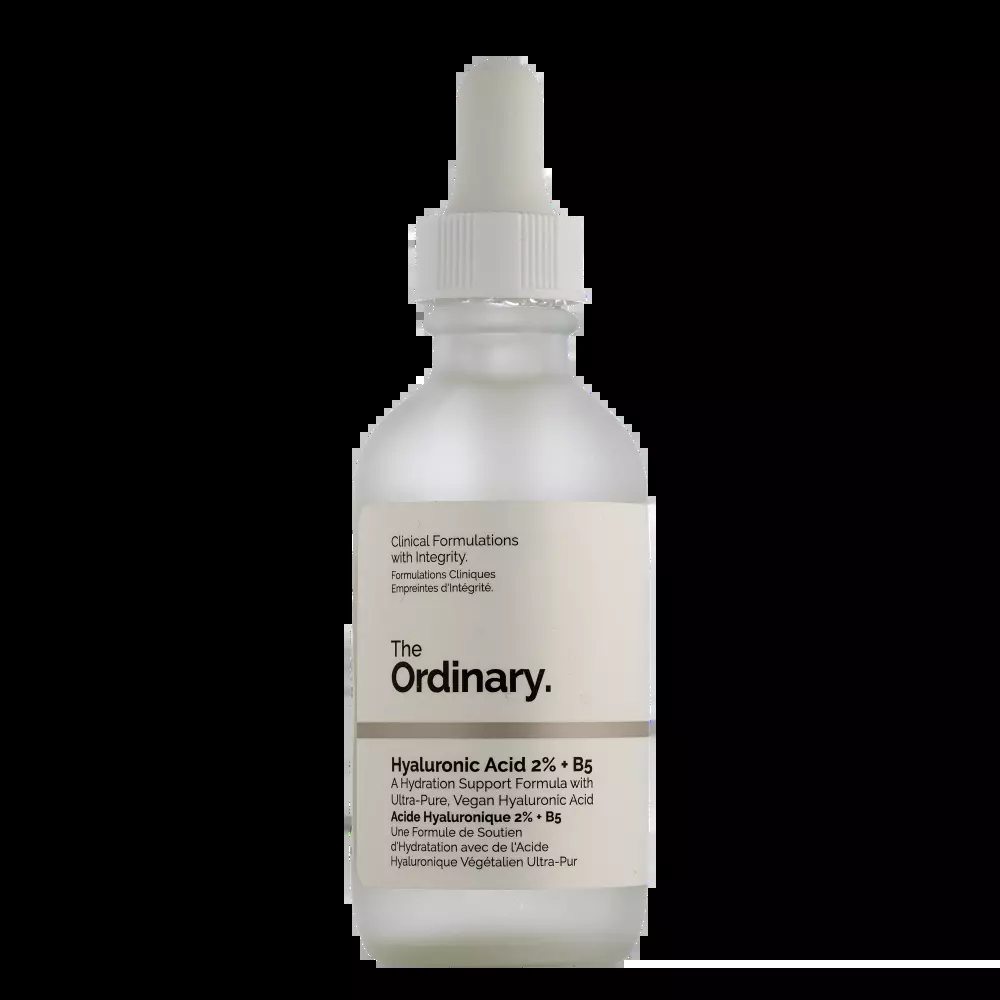 Clinical Formulations
with Integrity.
Formulations Cliniques
Empreintes d'Intégrité.
The
Ordinary.
Hyaluronic Acid 2% + B5
A Hydration Support Formula with
Ultra-Pure, Vegan Hyaluronic Acid
Acide Hyaluronique 2% + B5
Une Formule de Soutien
d'Hydratation avec de l'Acide
Hyaluronique Végétalien Ultra-Pur